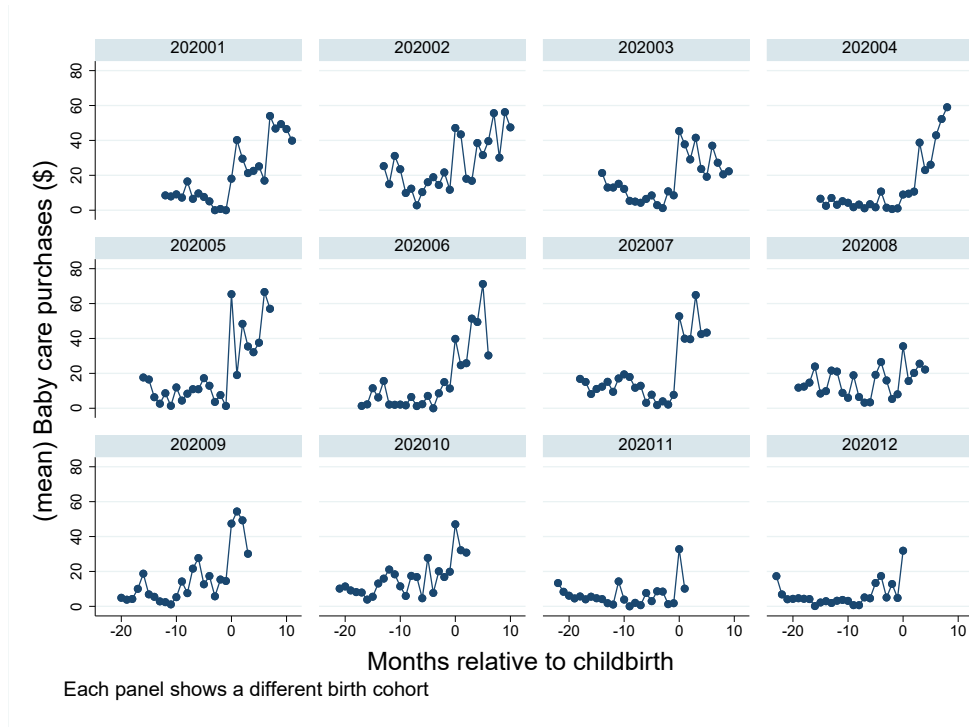 202001 202002 202003 202004
80
60
40
20
0
202005 202006 202007 202008
80
60
40
20
0
202009 202010 202011 202012
80
60
40
20
0
-20 -10 0 10 -20 -10 0 10 -20 -10 0 10 -20 -10 0 10
(mean) Baby care purchases ($)
Months relative to childbirth
Each panel shows a different birth cohort